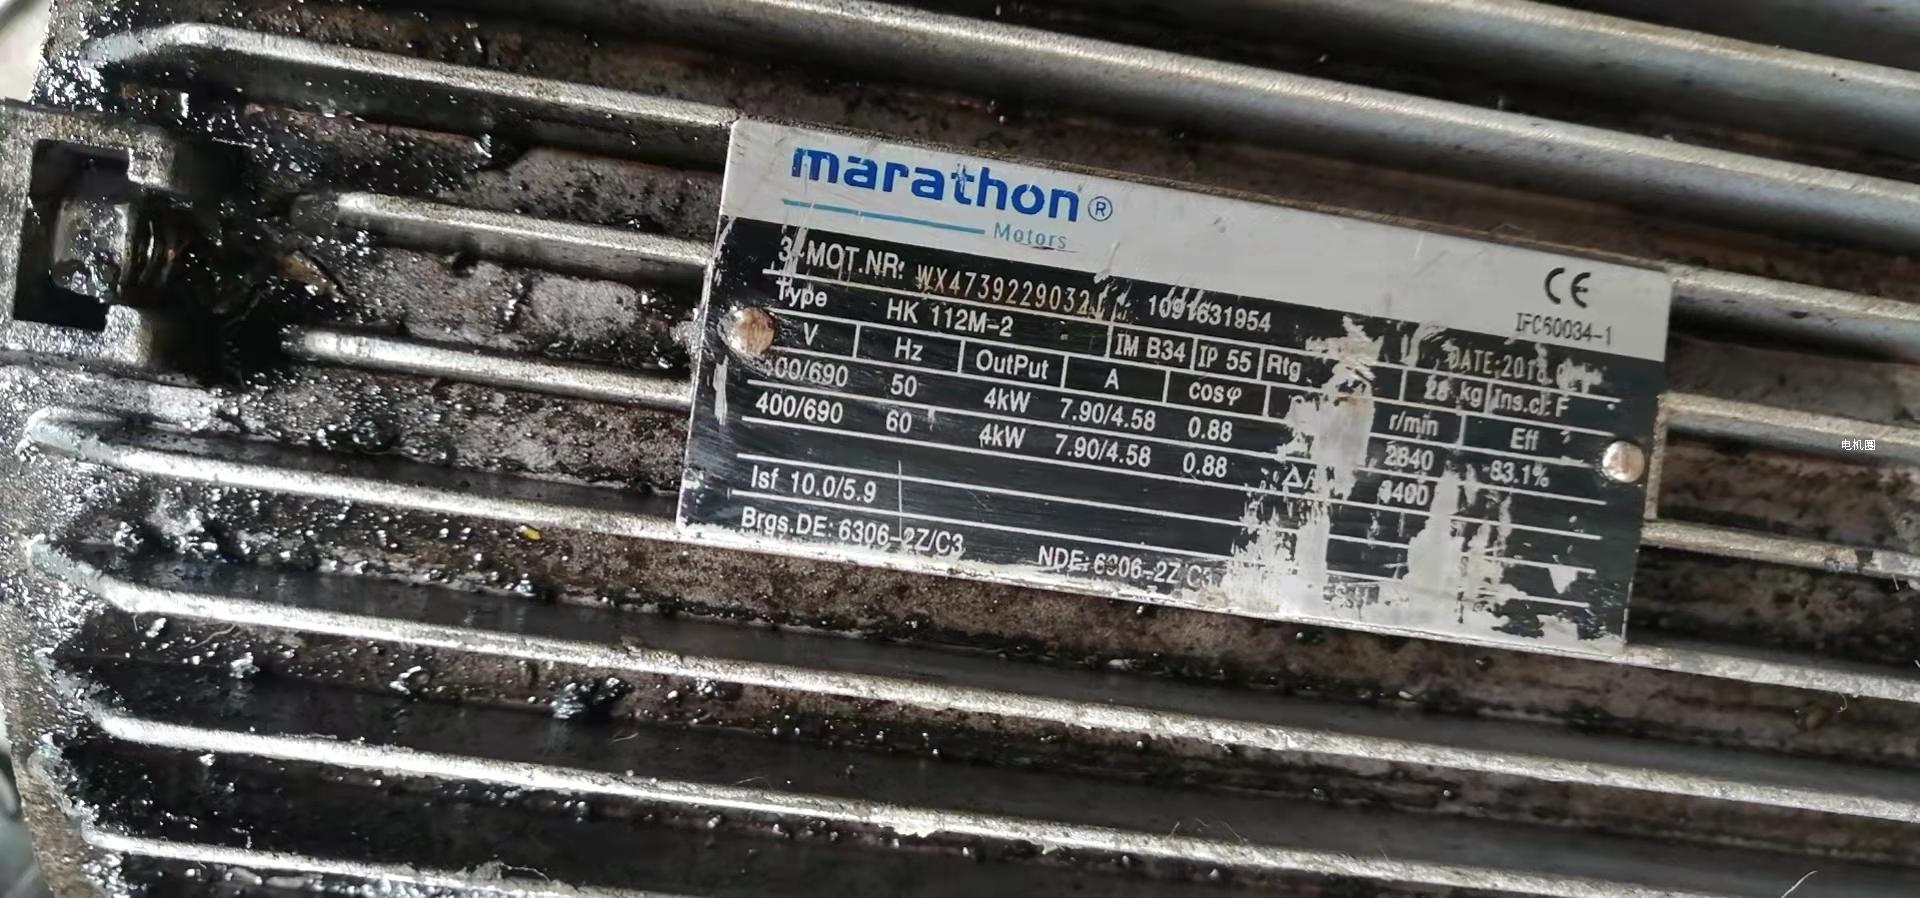 marathon®
Motors
CE
IFC60034-1
3~MOT.NR: WX4739229032 1091631954
DATE:2018.0
Type HK 112M-2 IM B34 IP 55 Rtg 28 kg Ins.cl. F
V Hz OutPut A cosφ r/min Eff
400/690 50 4kW 7.90/4.58 0.88 2840 83.1%
400/690 60 4kW 7.90/4.58 0.88 Δ/ 3400
Isf 10.0/5.9
Brgs.DE: 6306-2Z/C3 NDE: 6306-2Z C3
电机圈